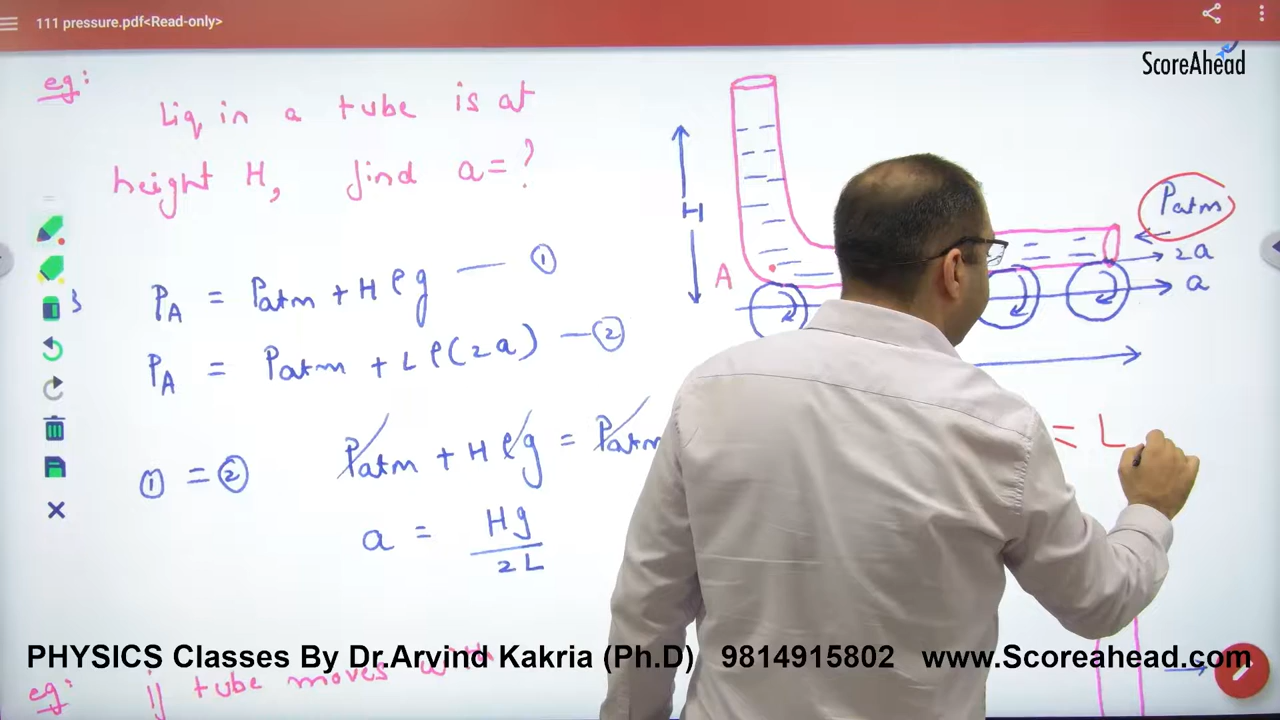 111 pressure.pdf<Read-only>
ScoreAhead
eg:
Liq in a tube is at
height H, find a=?
H
A
Patm
2a
a
PA = Patm + Hρg — ①
PA = Patm + Lρ(2a) — ②
① = ② Patm + Hρg = Patm
= L
a = Hg/2L
PHYSICS Classes By Dr.Arvind Kakria (Ph.D) 9814915802 www.Scoreahead.com
eg: if tube moves with